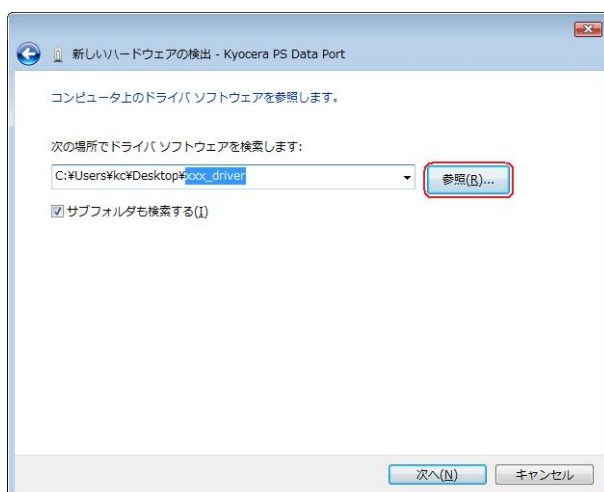 新しいハードウェアの検出 - Kyocera PS Data Port
コンピュータ上のドライバ ソフトウェアを参照します。
次の場所でドライバ ソフトウェアを検索します:
C:¥Users¥kc¥Desktop¥xxx_driver
参照(R)...
サブフォルダも検索する(I)
次へ(N)
キャンセル